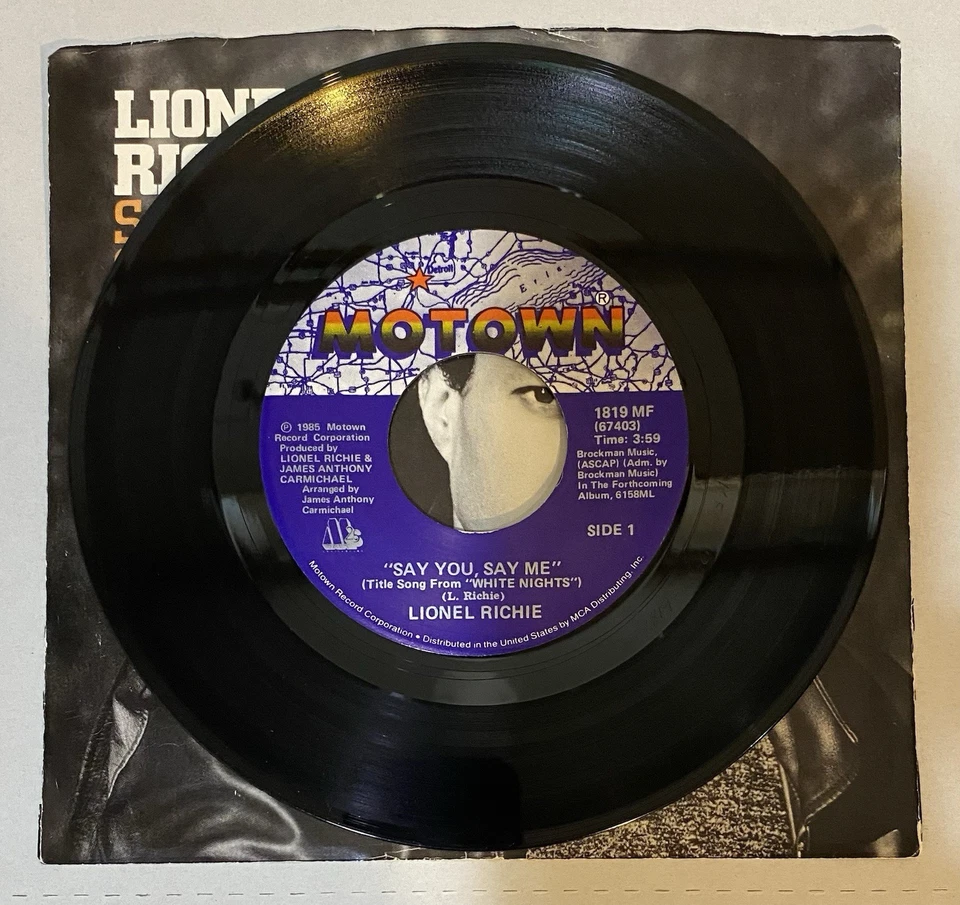 LION
RI
S
Detroit
ERIE
MOTOWN®
℗ 1985 Motown
Record Corporation
Produced by
LIONEL RICHIE &
JAMES ANTHONY
CARMICHAEL
Arranged by
James Anthony
Carmichael
1819 MF
(67403)
Time: 3:59
Brockman Music,
(ASCAP) (Adm. by
Brockman Music)
In The Forthcoming
Album, 6158ML
SIDE 1
"SAY YOU, SAY ME"
(Title Song From "WHITE NIGHTS")
(L. Richie)
LIONEL RICHIE
Motown Record Corporation • Distributed in the United States by MCA Distributing, Inc.